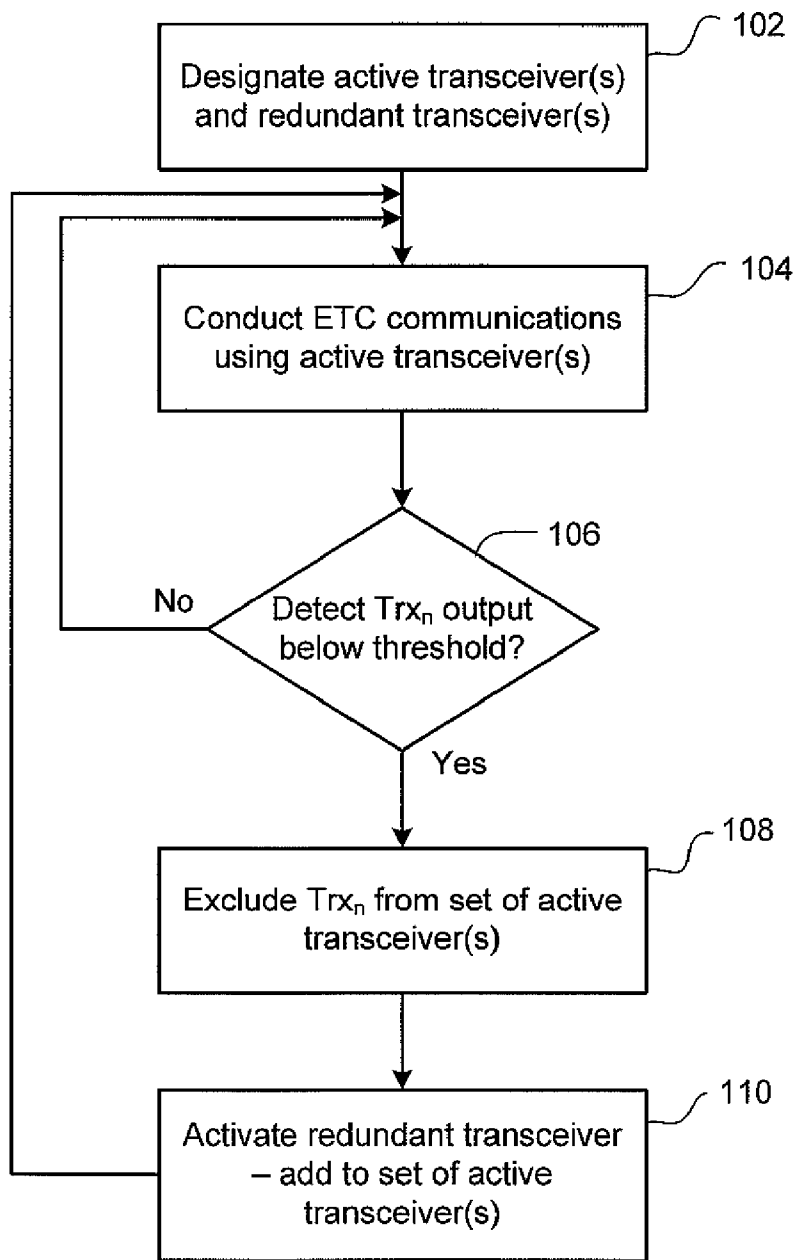 102
Designate active transceiver(s)
and redundant transceiver(s)
104
Conduct ETC communications
using active transceiver(s)
106
No
Detect Trxₙ output
below threshold?
Yes
108
Exclude Trxₙ from set of active
transceiver(s)
110
Activate redundant transceiver
– add to set of active
transceiver(s)